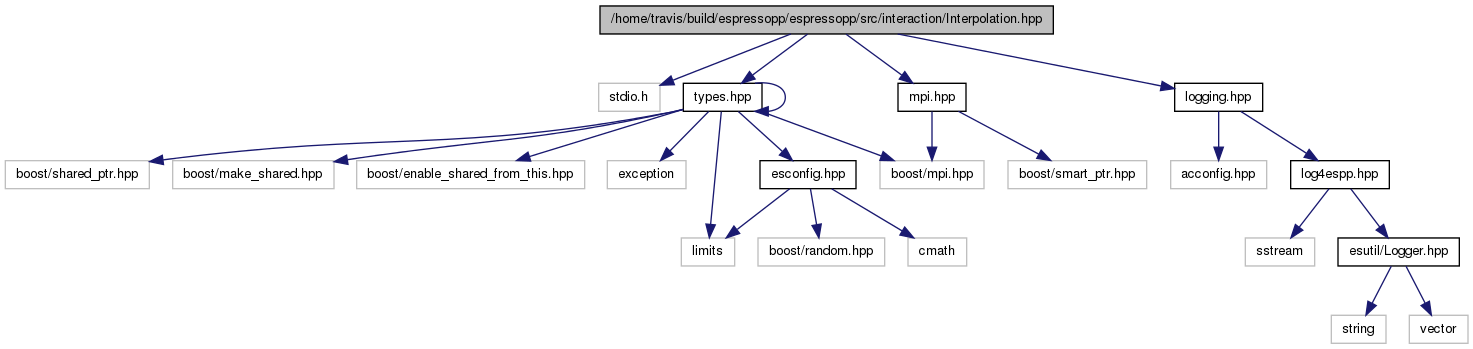 /home/travis/build/espressopp/espressopp/src/interaction/Interpolation.hpp
stdio.h
types.hpp
mpi.hpp
logging.hpp
boost/shared_ptr.hpp
boost/make_shared.hpp
boost/enable_shared_from_this.hpp
exception
esconfig.hpp
boost/mpi.hpp
boost/smart_ptr.hpp
acconfig.hpp
log4espp.hpp
limits
boost/random.hpp
cmath
sstream
esutil/Logger.hpp
string
vector